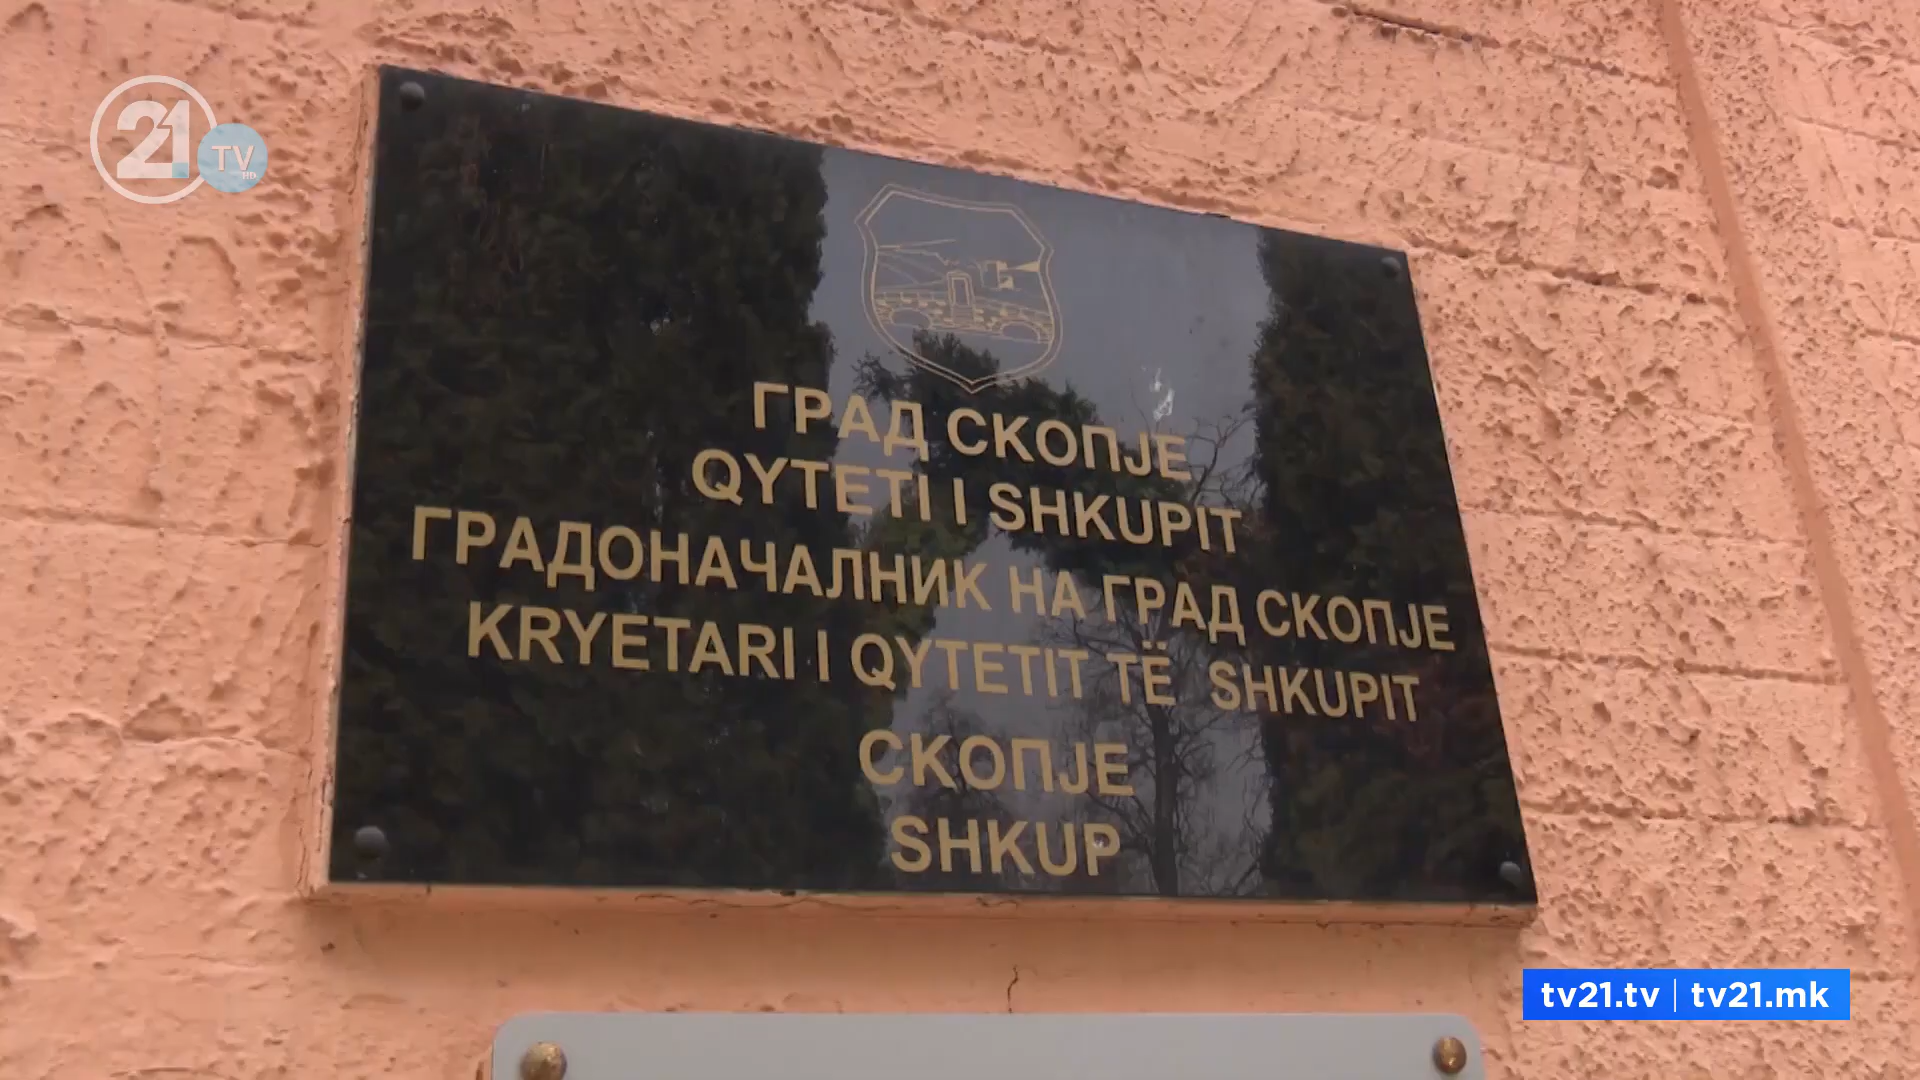 21
TV
HD
ГРАД СКОПЈЕ
QYTETI I SHKUPIT
ГРАДОНАЧАЛНИК НА ГРАД СКОПЈЕ
KRYETARI I QYTETIT TË SHKUPIT
СКОПЈЕ
SHKUP
tv21.tv | tv21.mk